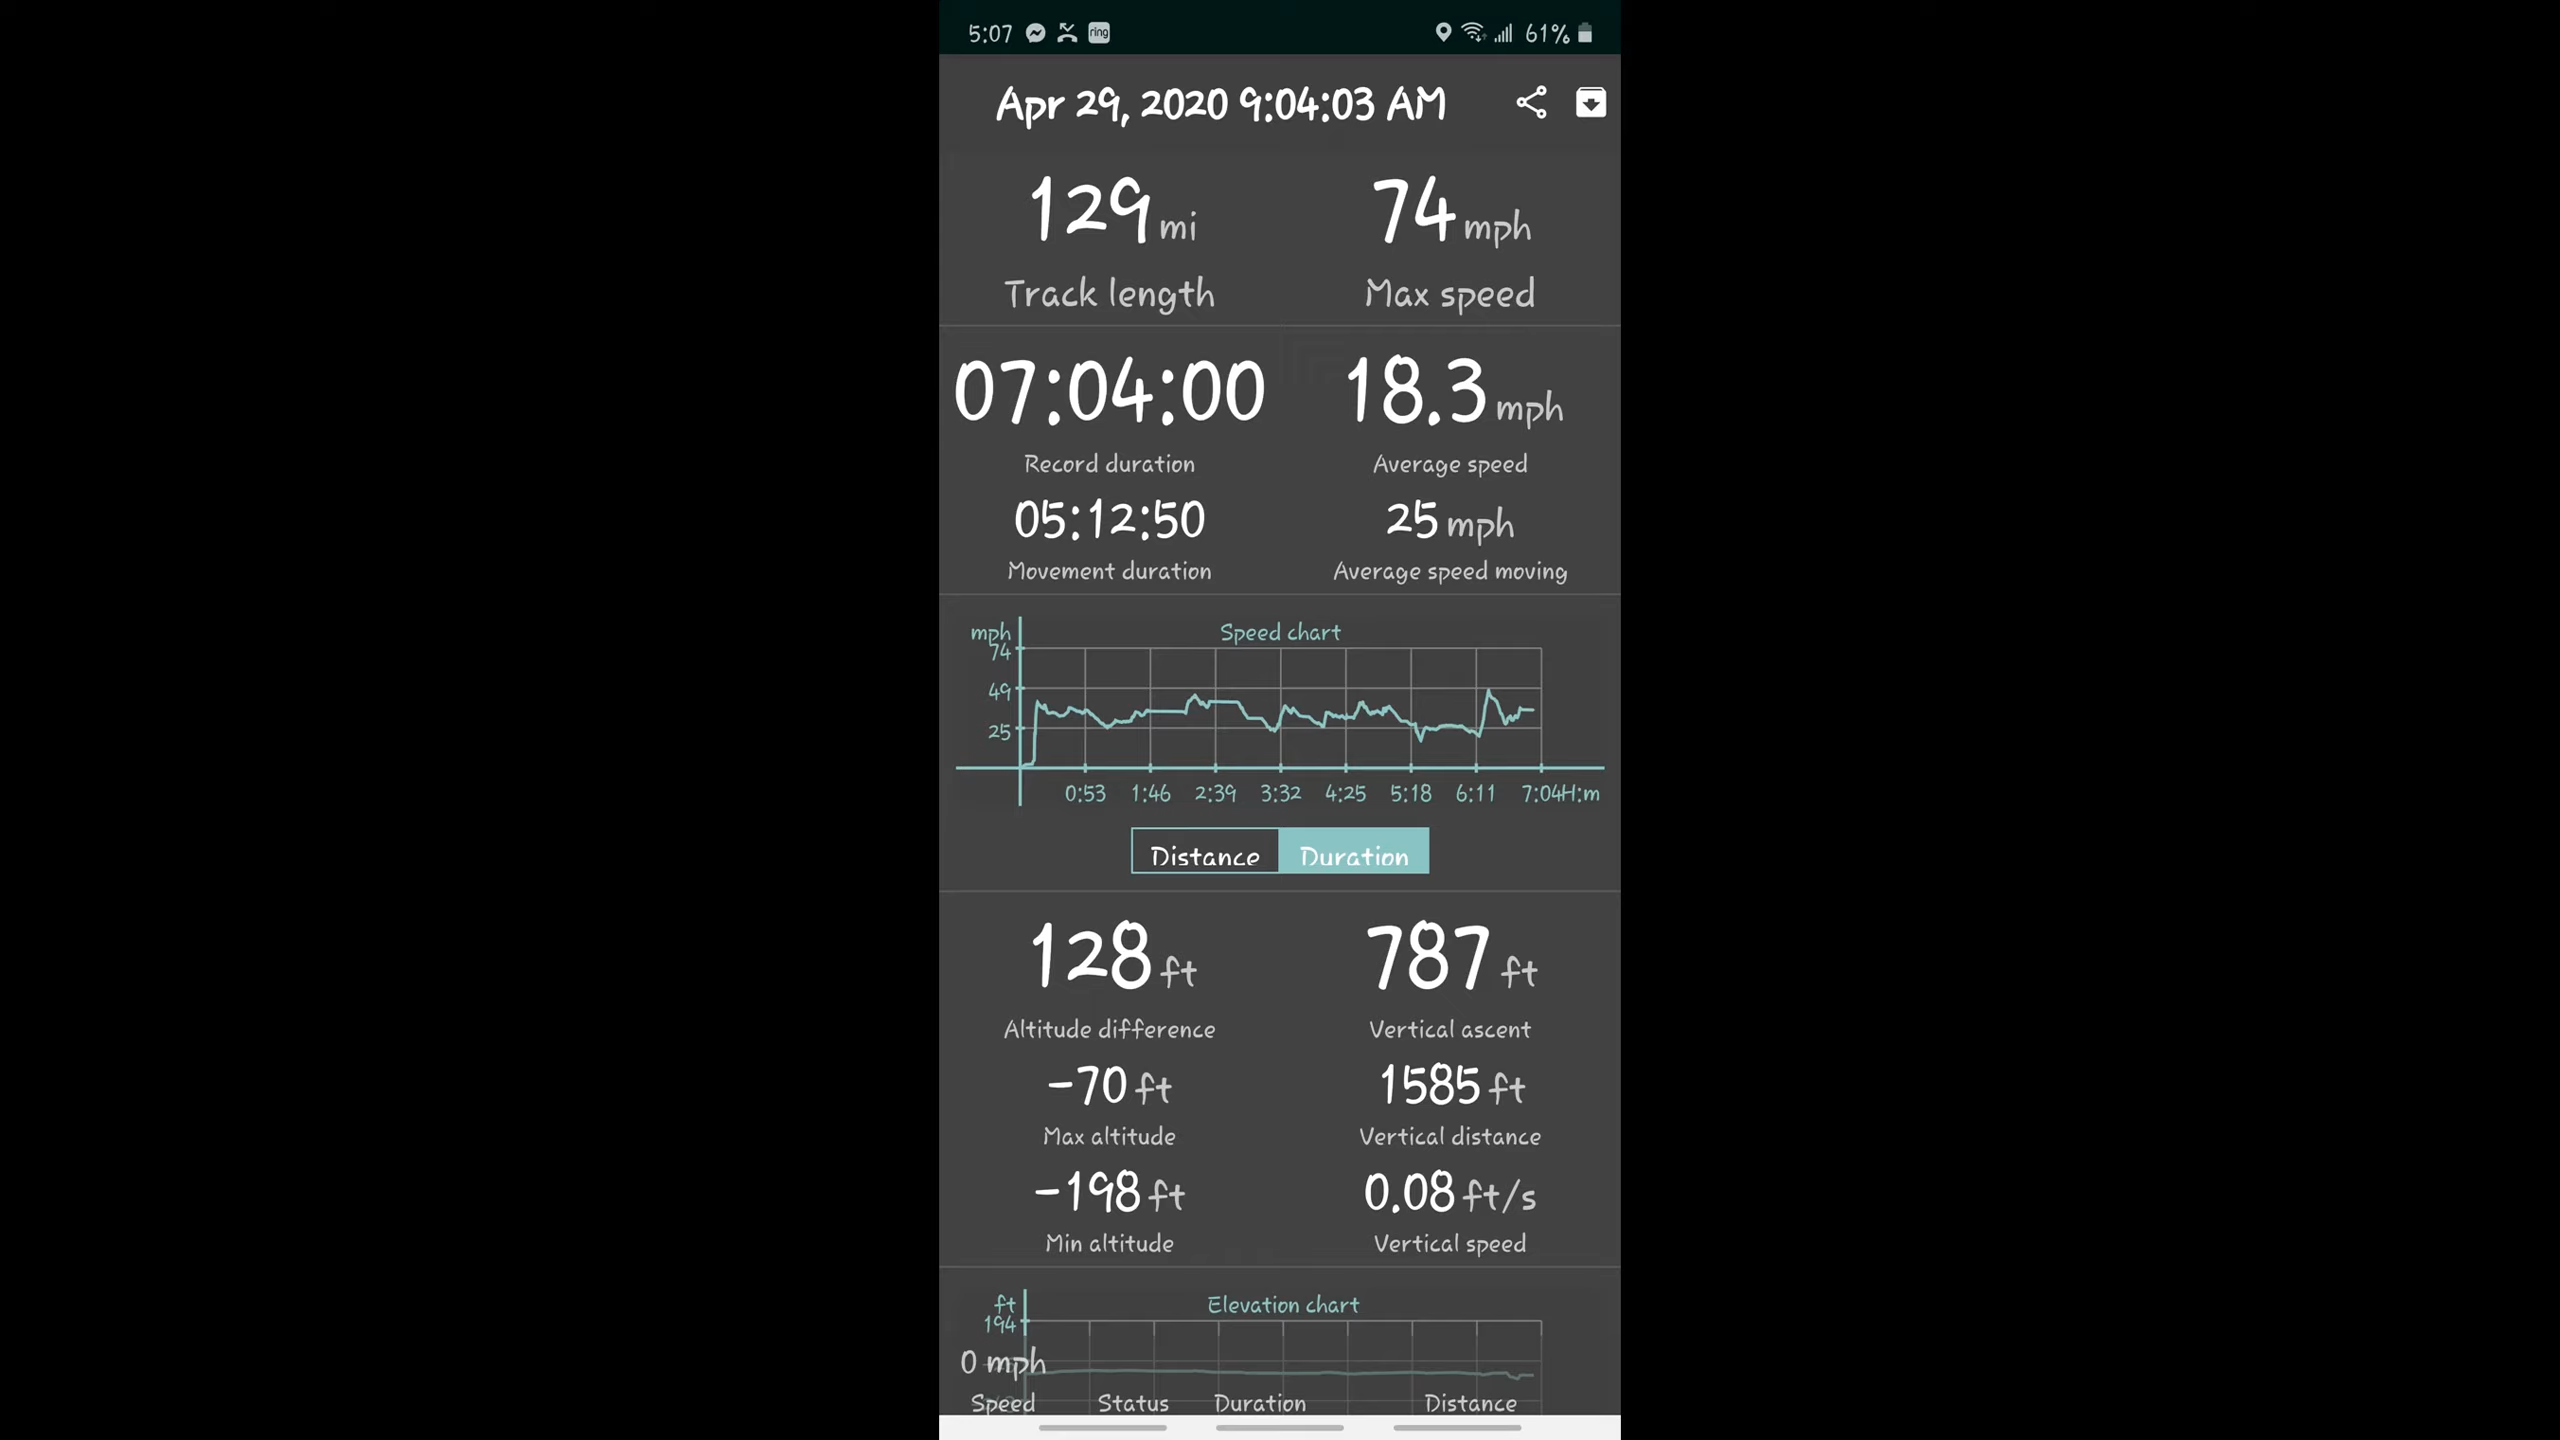 5:07 ring 61%
Apr 29, 2020 9:04:03 AM
129 mi 74 mph
Track length Max speed
07:04:00 18.3 mph
Record duration Average speed
05:12:50 25 mph
Movement duration Average speed moving
mph Speed chart
74
49
25
0:53 1:46 2:39 3:32 4:25 5:18 6:11 7:04H:m
Distance Duration
128 ft 787 ft
Altitude difference Vertical ascent
-70 ft 1585 ft
Max altitude Vertical distance
-198 ft 0.08 ft/s
Min altitude Vertical speed
ft Elevation chart
194
0 mph
Speed Status Duration Distance